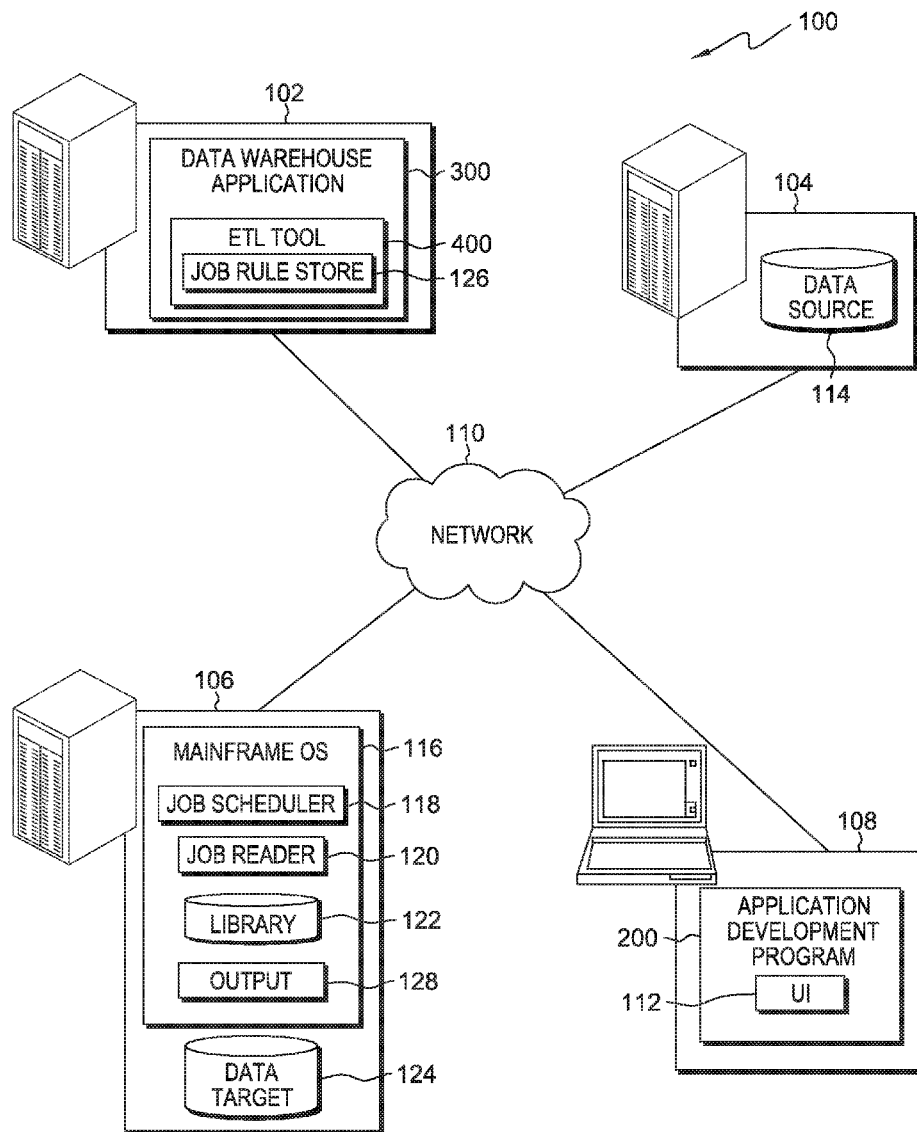 100
102
DATA WAREHOUSE
APPLICATION
300
ETL TOOL
400
JOB RULE STORE
126
104
DATA
SOURCE
114
110
NETWORK
106
MAINFRAME OS
116
JOB SCHEDULER
118
JOB READER
120
LIBRARY
122
OUTPUT
128
DATA
TARGET
124
108
200
APPLICATION
DEVELOPMENT
PROGRAM
112
UI